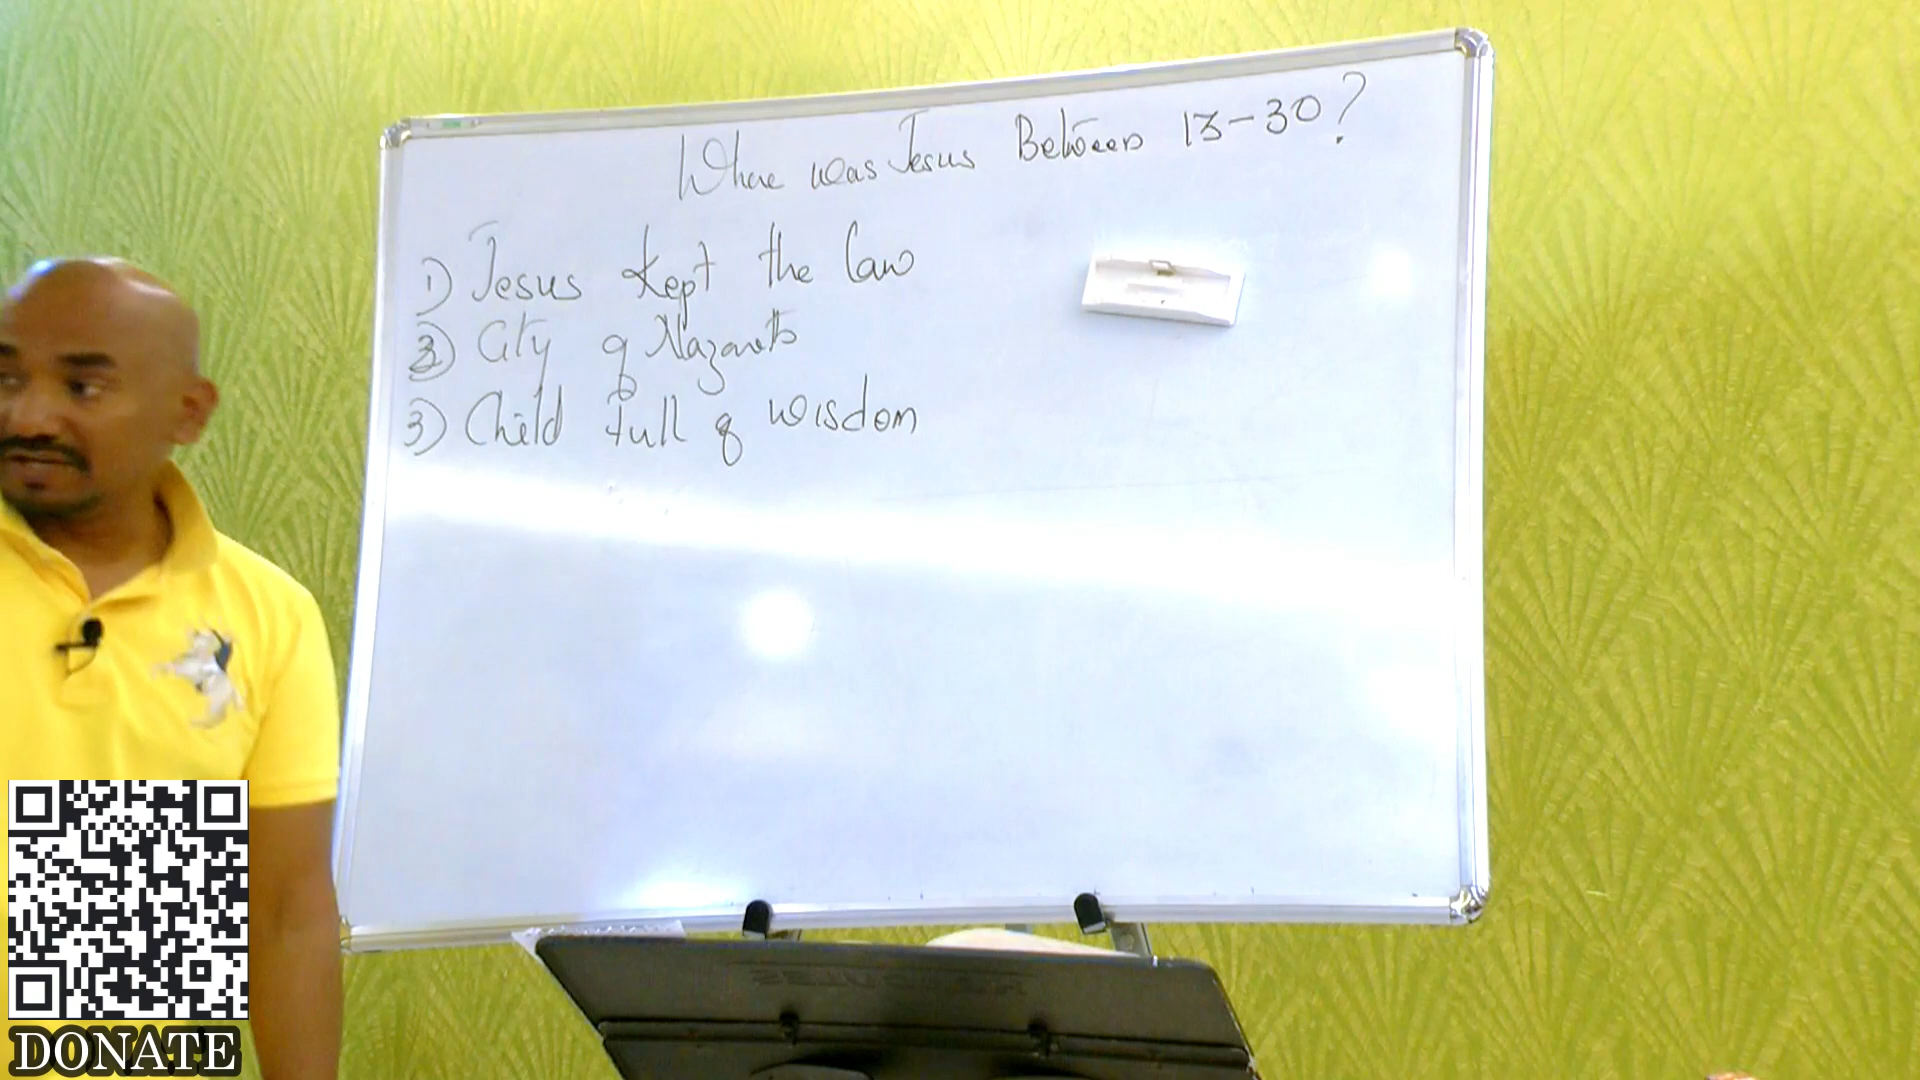 Where was Jesus Between 13-30?
1) Jesus kept the law
2) City of Nazareth
3) Child full of wisdom
DONATE